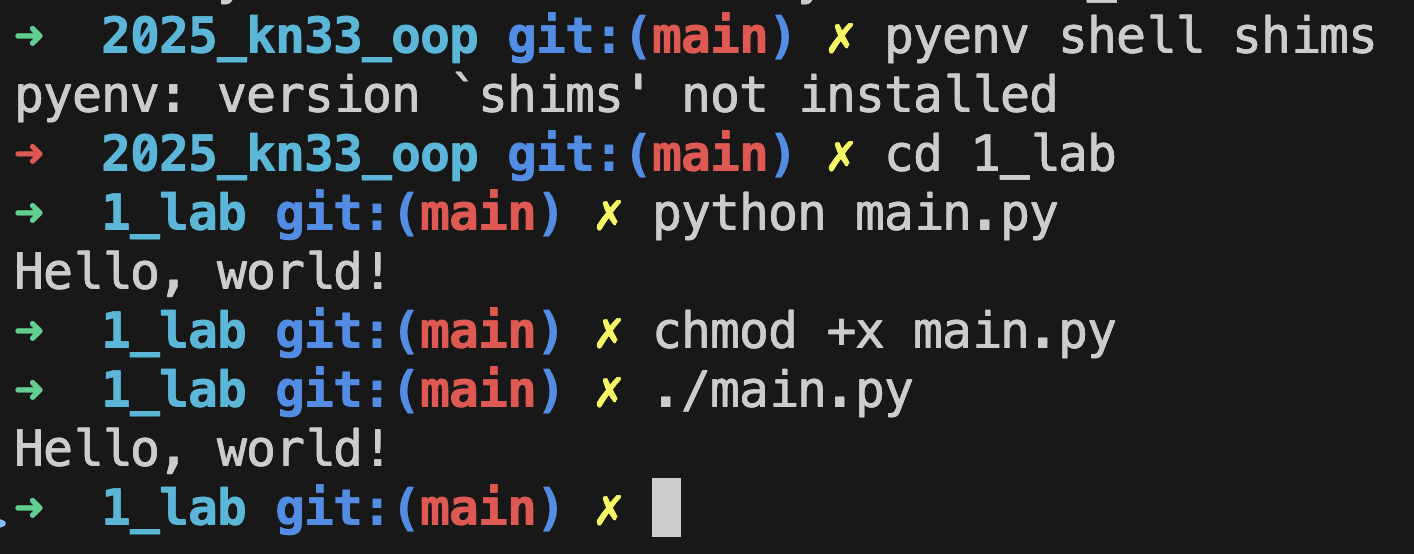 ➜  2025_kn33_oop git:(main) ✗ pyenv shell shims
pyenv: version `shims' not installed
➜  2025_kn33_oop git:(main) ✗ cd 1_lab
➜  1_lab git:(main) ✗ python main.py
Hello, world!
➜  1_lab git:(main) ✗ chmod +x main.py
➜  1_lab git:(main) ✗ ./main.py
Hello, world!
➜  1_lab git:(main) ✗